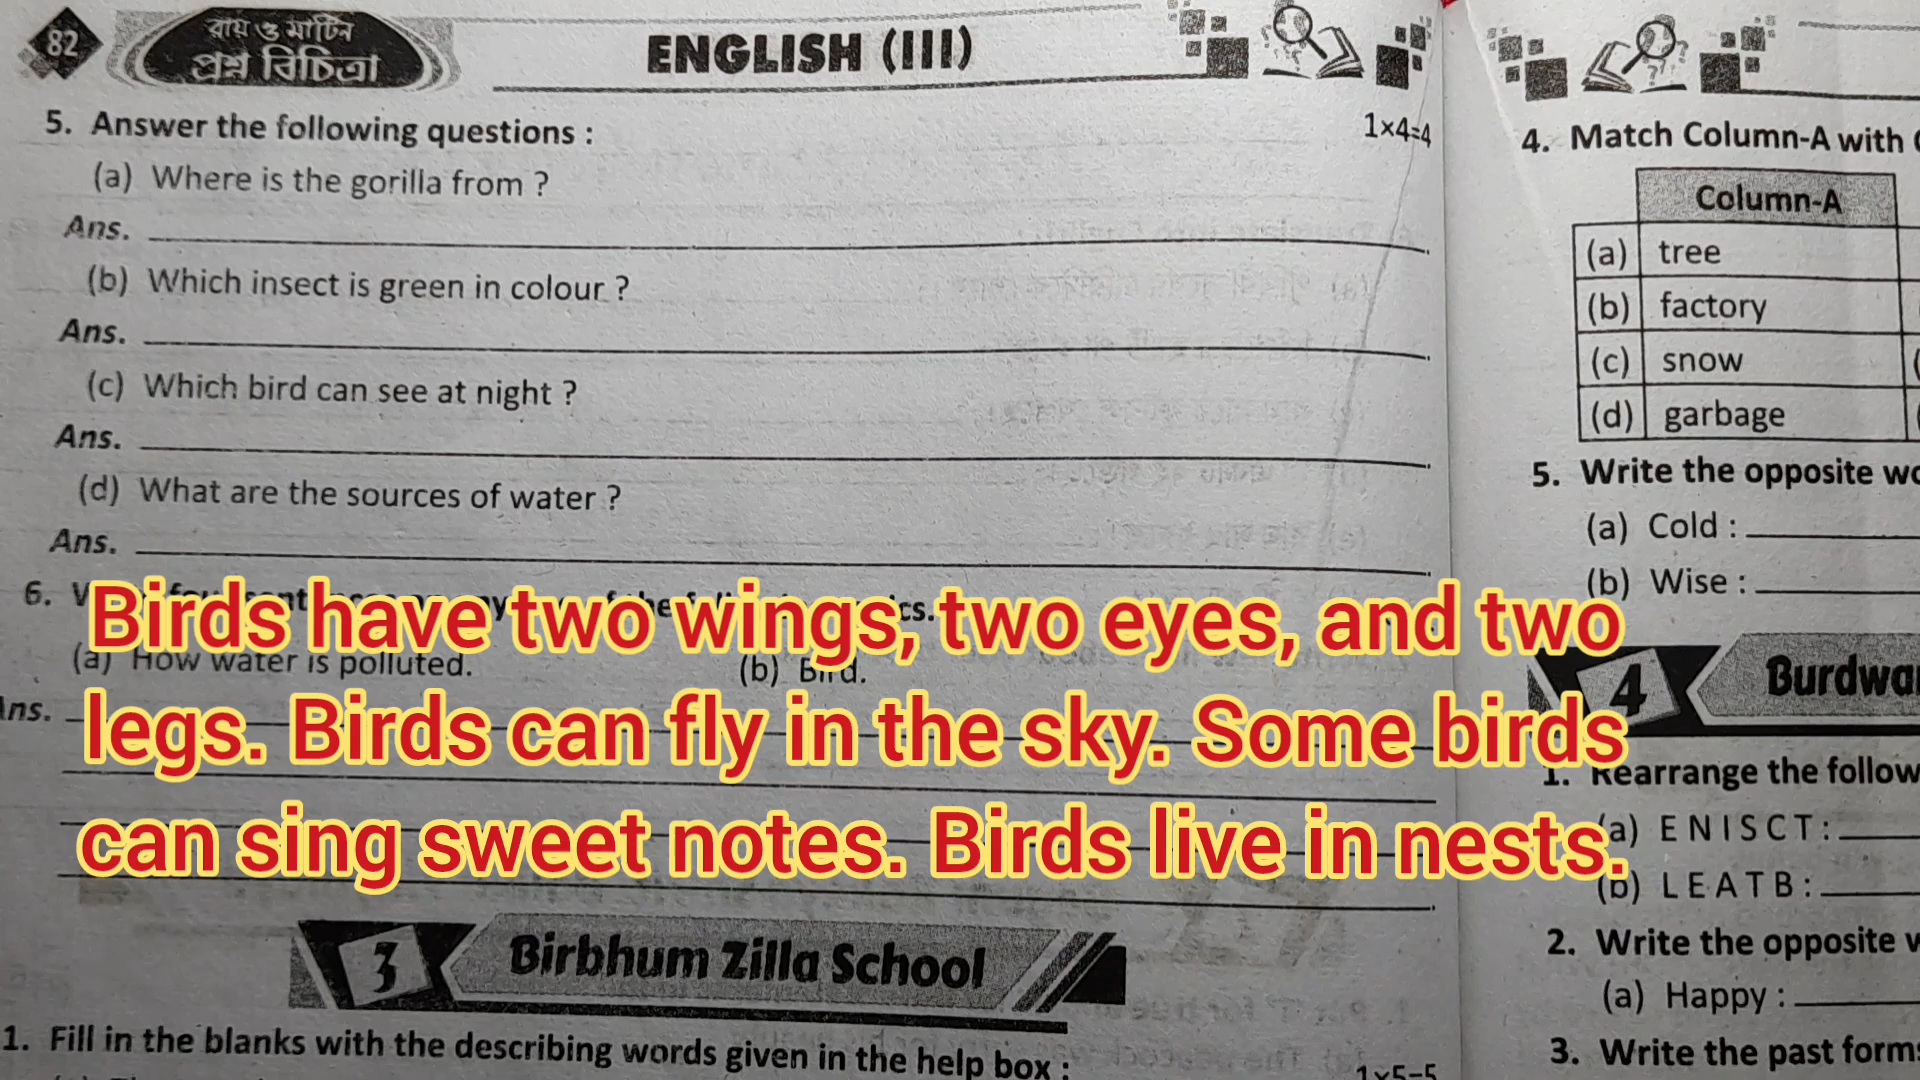 82
রায় ও মার্টিন
প্রশ্ন বিচিত্রা
ENGLISH (III)
5. Answer the following questions : 1×4=4
(a) Where is the gorilla from ?
Ans.
(b) Which insect is green in colour ?
Ans.
(c) Which bird can see at night ?
Ans.
(d) What are the sources of water ?
Ans.
6.
(a) How water is polluted. (b) Bird.
Ans.
Birds have two wings, two eyes, and two
legs. Birds can fly in the sky. Some birds
can sing sweet notes. Birds live in nests.
3 Birbhum Zilla School
1. Fill in the blanks with the describing words given in the help box :
1×5=5
4. Match Column-A with
Column-A
(a) tree
(b) factory
(c) snow
(d) garbage
5. Write the opposite
(a) Cold :
(b) Wise :
4
1. Rearrange the
(a) E N I S C T :
(b) L E A T B :
2. Write the opposite
(a) Happy :
3. Write the past